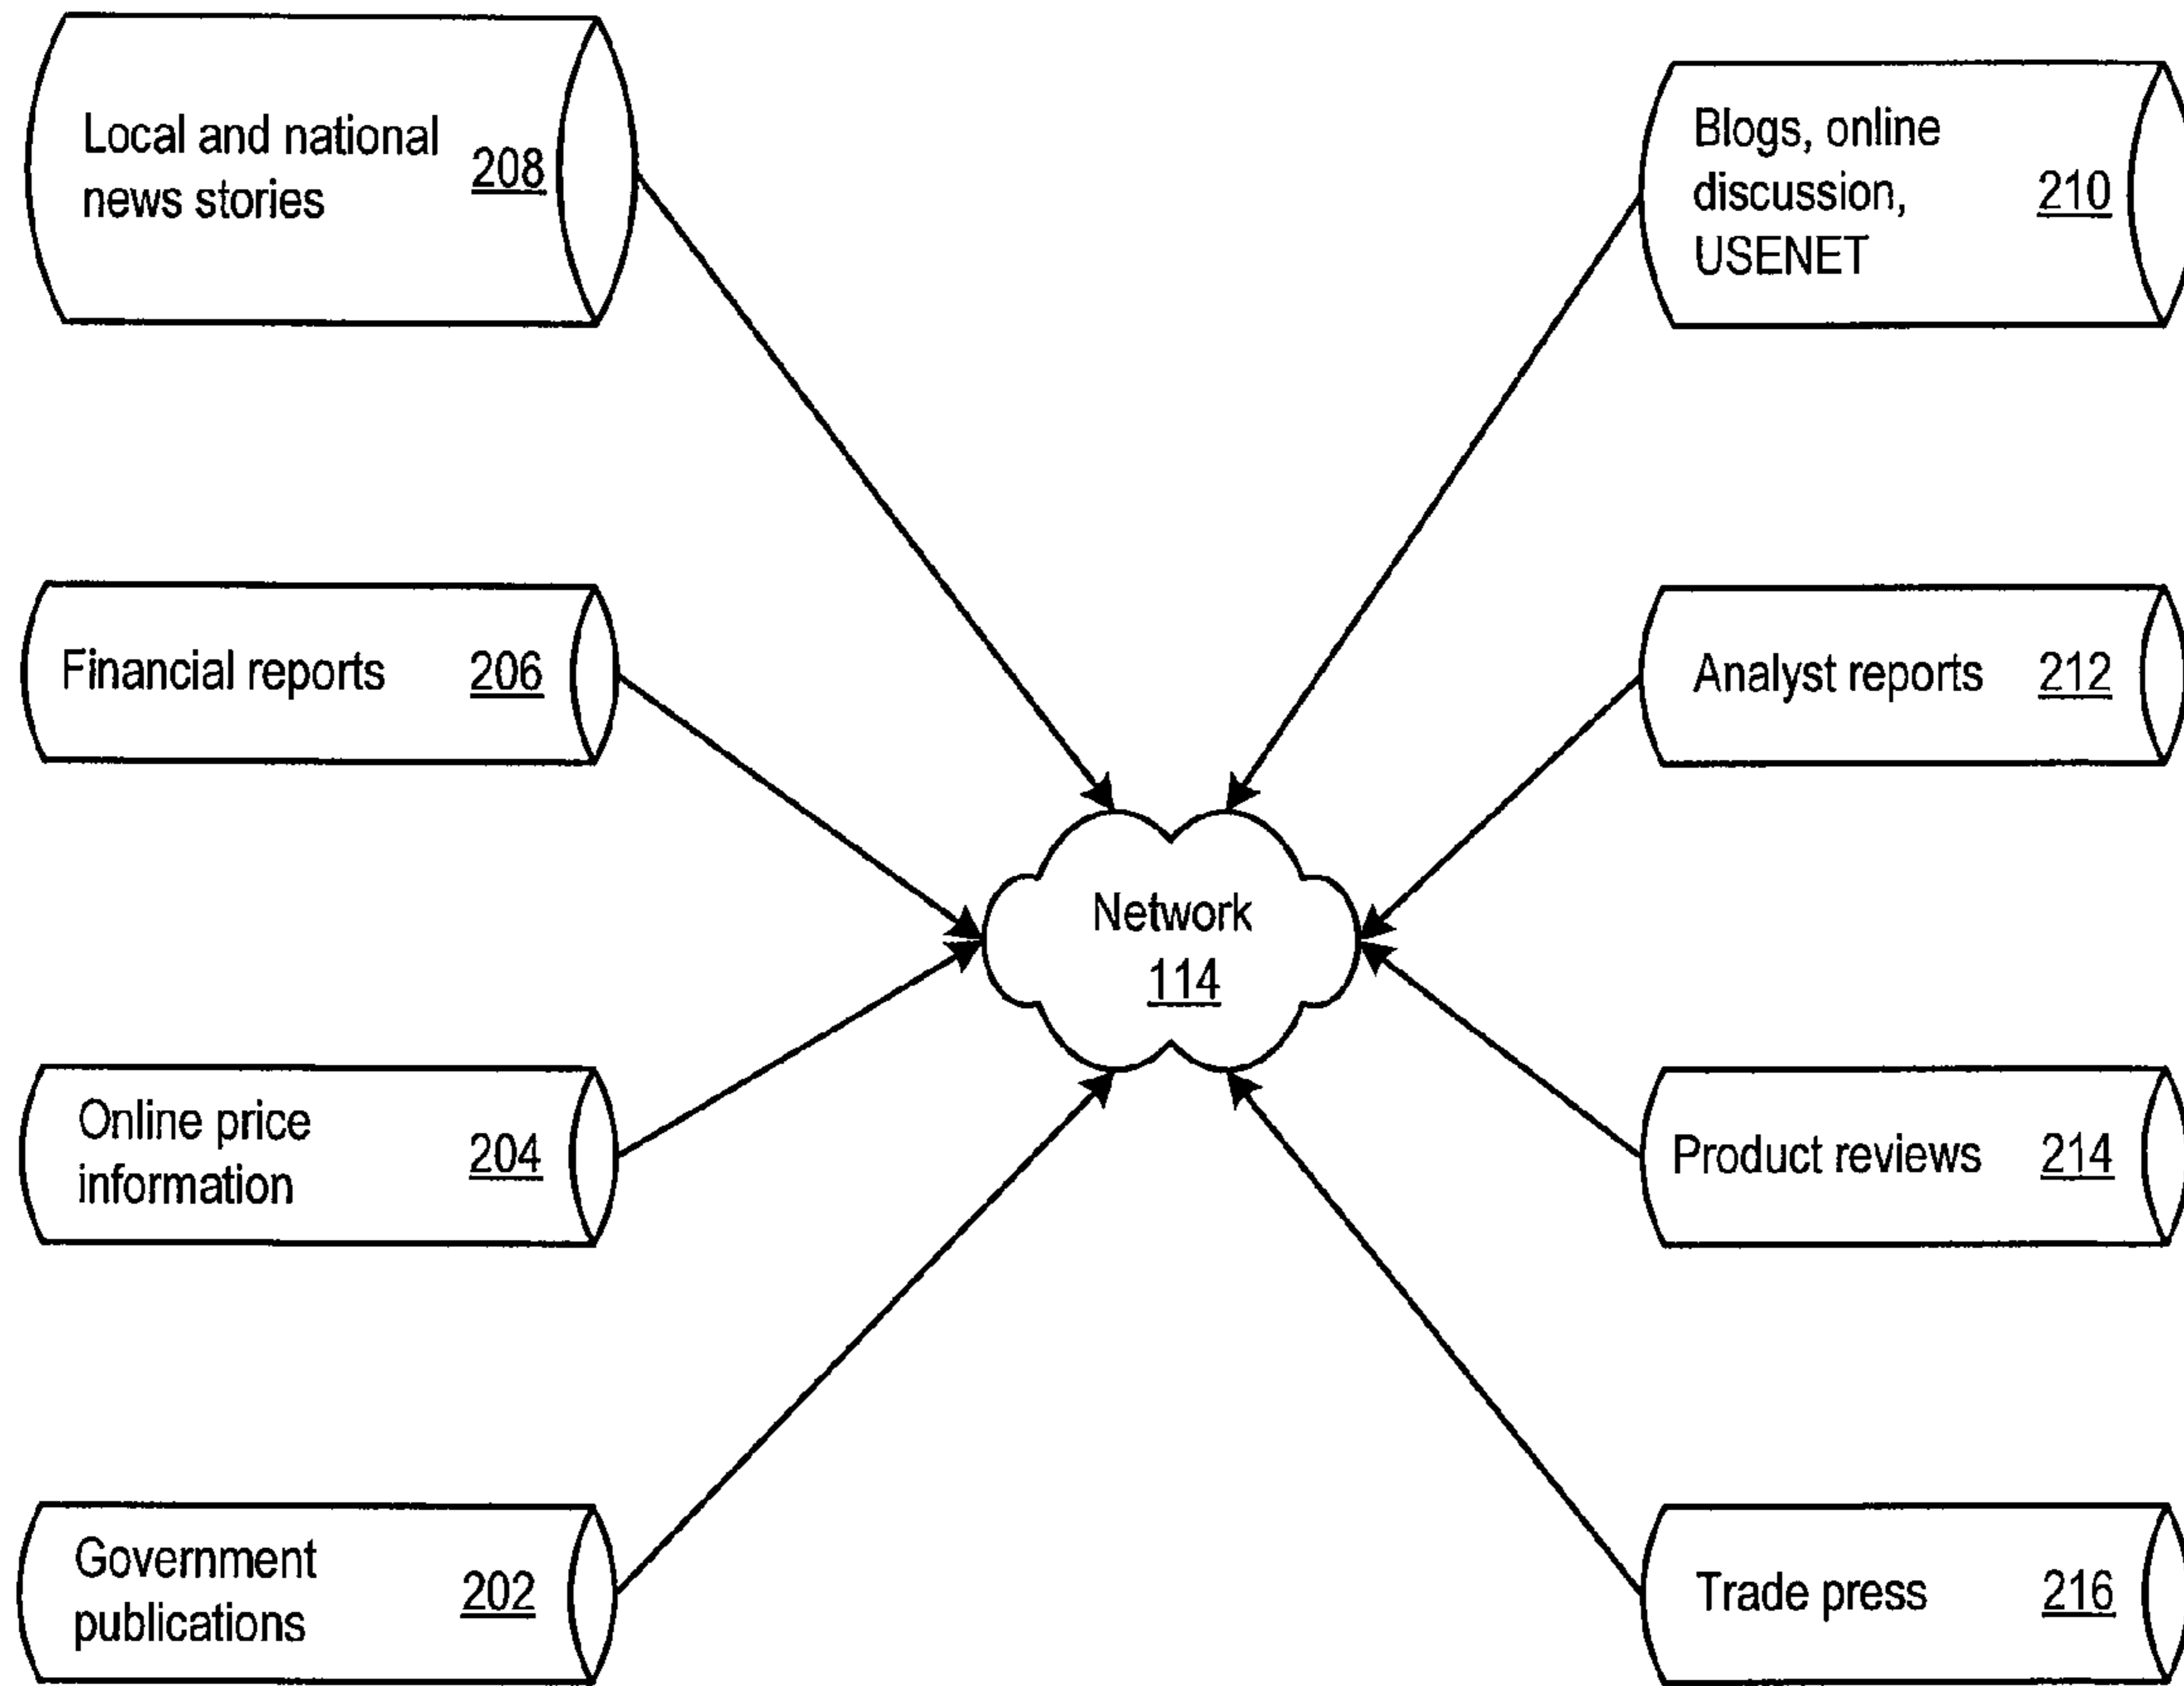 Local and national
news stories
208
Blogs, online
discussion,
USENET
210
Financial reports 206
Analyst reports 212
Network
114
Online price
information
204
Product reviews 214
Government
publications
202
Trade press 216